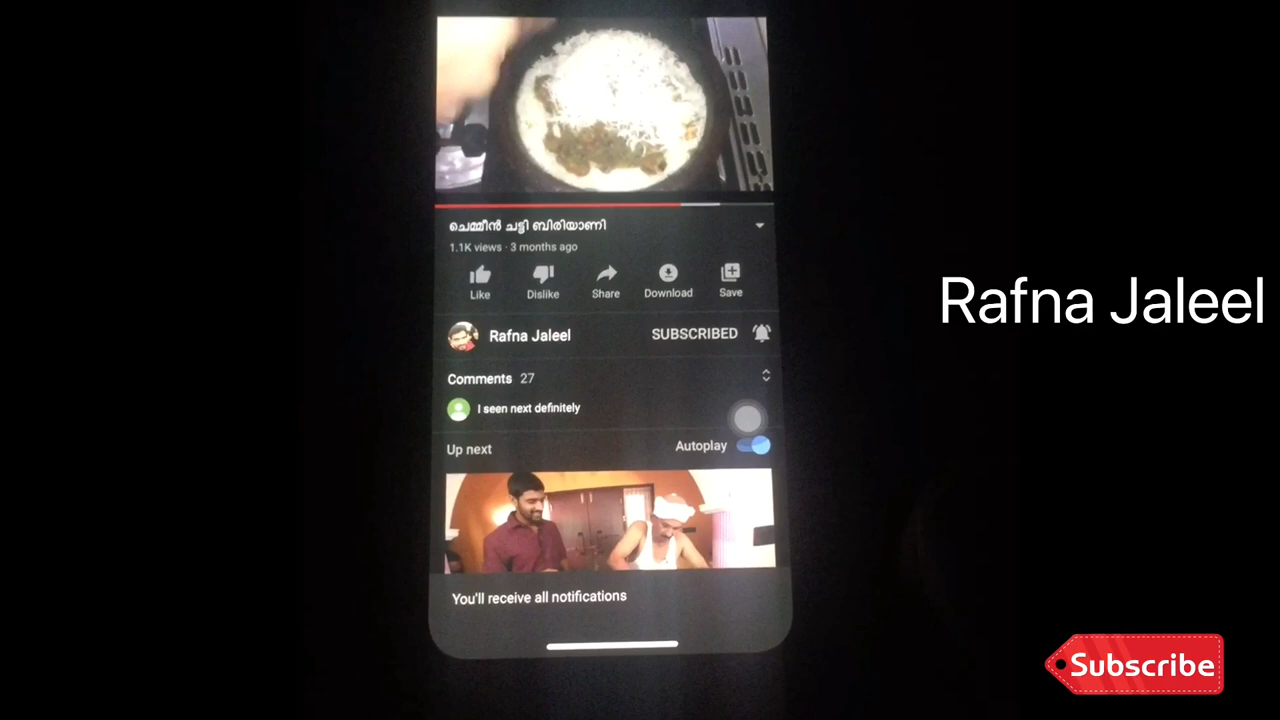 ചെമ്മീൻ ചട്ടി ബിരിയാണി
1.1K views · 3 months ago
Like Dislike Share Download Save
Rafna Jaleel SUBSCRIBED
Comments 27
I seen next definitely
Up next Autoplay
You'll receive all notifications
Rafna Jaleel
Subscribe